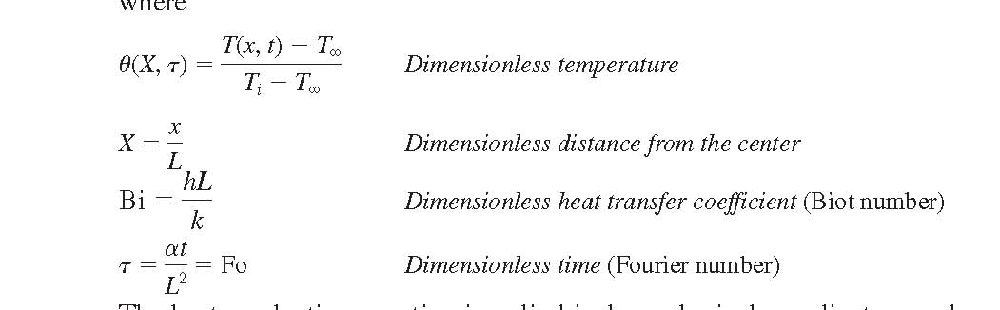 where
θ(X, τ) = (T(x, t) − T∞)/(Ti − T∞) Dimensionless temperature
X = x/L Dimensionless distance from the center
Bi = hL/k Dimensionless heat transfer coefficient (Biot number)
τ = αt/L² = Fo Dimensionless time (Fourier number)